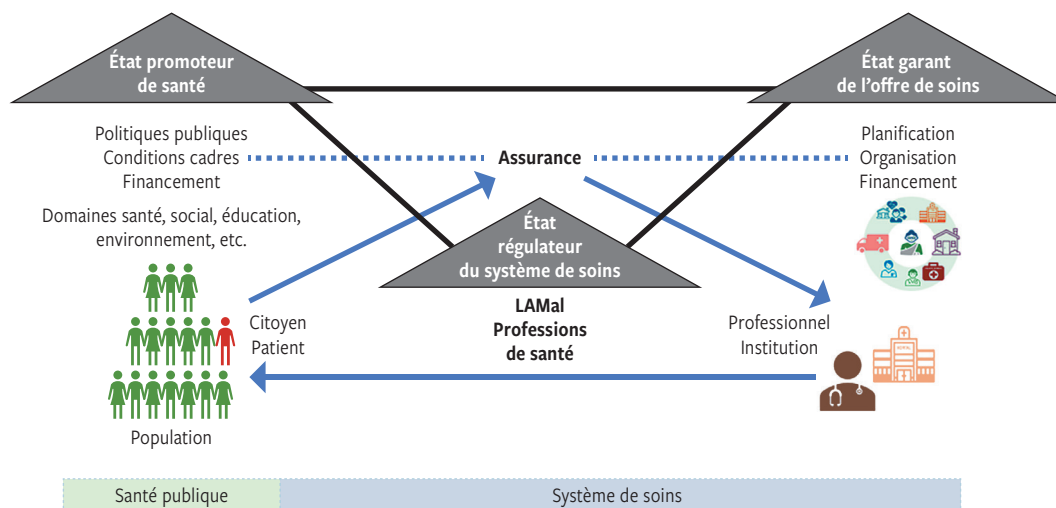 État promoteur
de santé
État garant
de l'offre de soins
Politiques publiques
Conditions cadres
Financement
Assurance
Planification
Organisation
Financement
Domaines santé, social, éducation,
environnement, etc.
État
régulateur
du système de soins
LAMal
Professions
de santé
Citoyen
Patient
Professionnel
Institution
Population
Santé publique
Système de soins